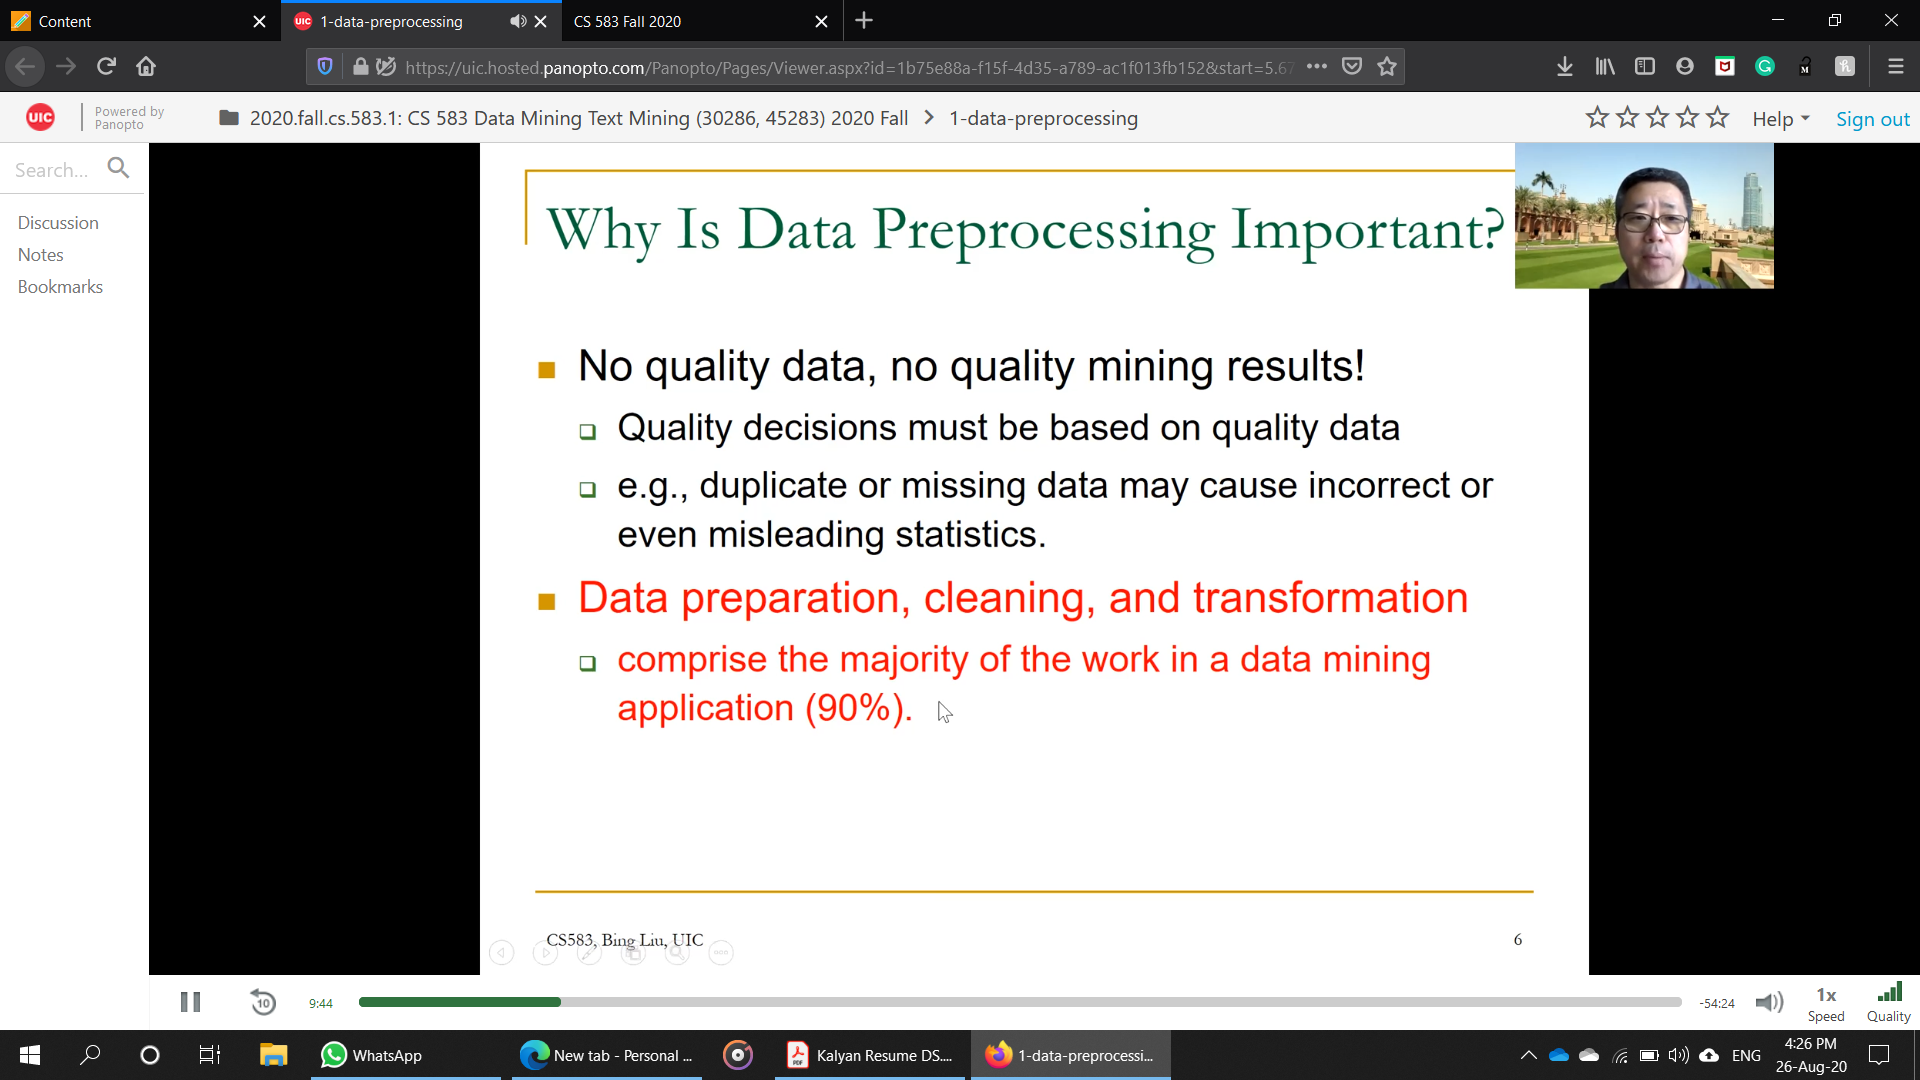 Content
1-data-preprocessing
CS 583 Fall 2020
https://uic.hosted.panopto.com/Panopto/Pages/Viewer.aspx?id=1b75e88a-f15f-4d35-a789-ac1f013fb152&start=5.67
UIC
Powered by
Panopto
2020.fall.cs.583.1: CS 583 Data Mining Text Mining (30286, 45283) 2020 Fall > 1-data-preprocessing
Help
Sign out
Search...
Discussion
Notes
Bookmarks
Why Is Data Preprocessing Important?
No quality data, no quality mining results!
Quality decisions must be based on quality data
e.g., duplicate or missing data may cause incorrect or
even misleading statistics.
Data preparation, cleaning, and transformation
comprise the majority of the work in a data mining
application (90%).
CS583, Bing Liu, UIC
6
10
9:44
-54:24
1x
Speed
Quality
WhatsApp
New tab - Personal ...
Kalyan Resume DS....
1-data-preprocessi...
ENG
4:26 PM
26-Aug-20